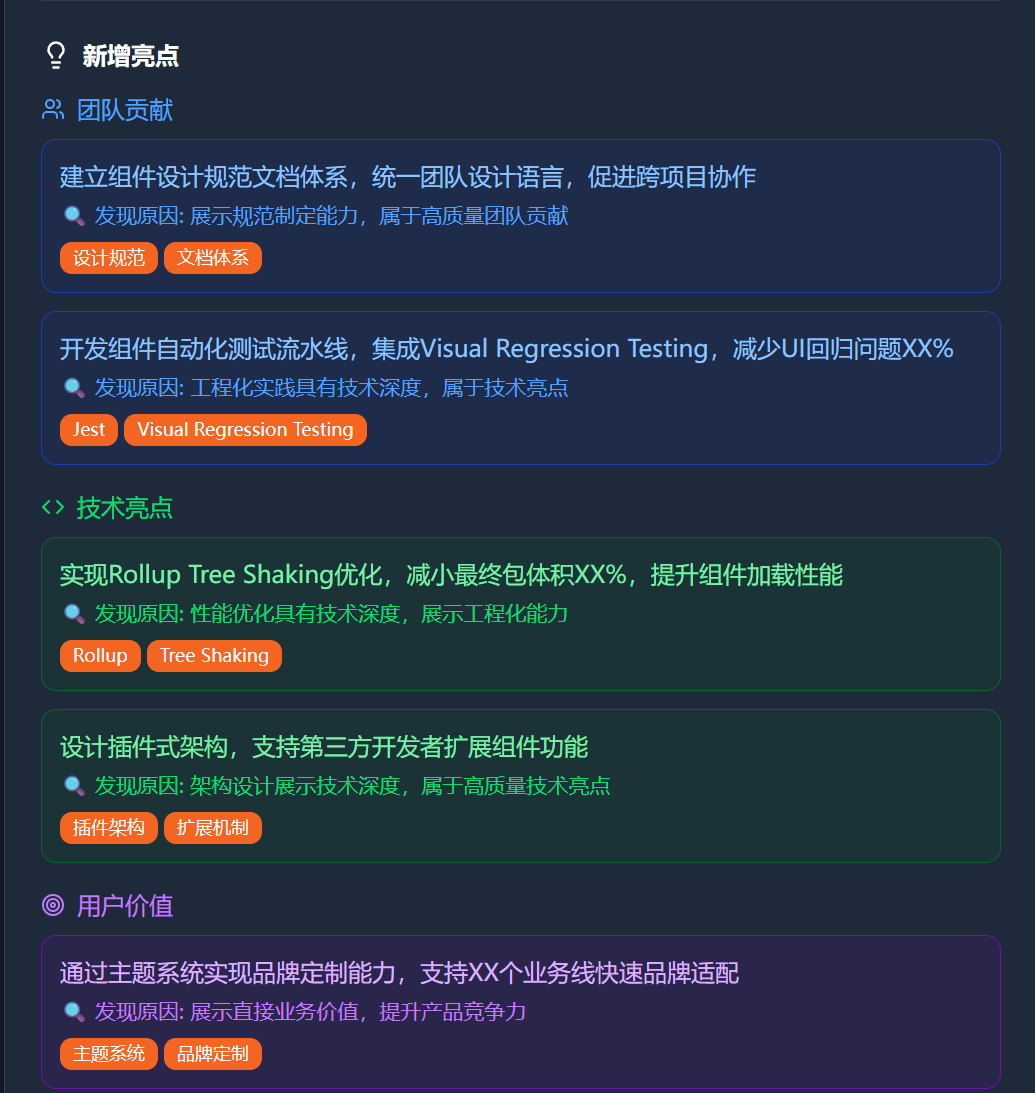 新增亮点
团队贡献
建立组件设计规范文档体系，统一团队设计语言，促进跨项目协作
发现原因: 展示规范制定能力，属于高质量团队贡献
设计规范 文档体系
开发组件自动化测试流水线，集成Visual Regression Testing，减少UI回归问题XX%
发现原因: 工程化实践具有技术深度，属于技术亮点
Jest Visual Regression Testing
技术亮点
实现Rollup Tree Shaking优化，减小最终包体积XX%，提升组件加载性能
发现原因: 性能优化具有技术深度，展示工程化能力
Rollup Tree Shaking
设计插件式架构，支持第三方开发者扩展组件功能
发现原因: 架构设计展示技术深度，属于高质量技术亮点
插件架构 扩展机制
用户价值
通过主题系统实现品牌定制能力，支持XX个业务线快速品牌适配
发现原因: 展示直接业务价值，提升产品竞争力
主题系统 品牌定制